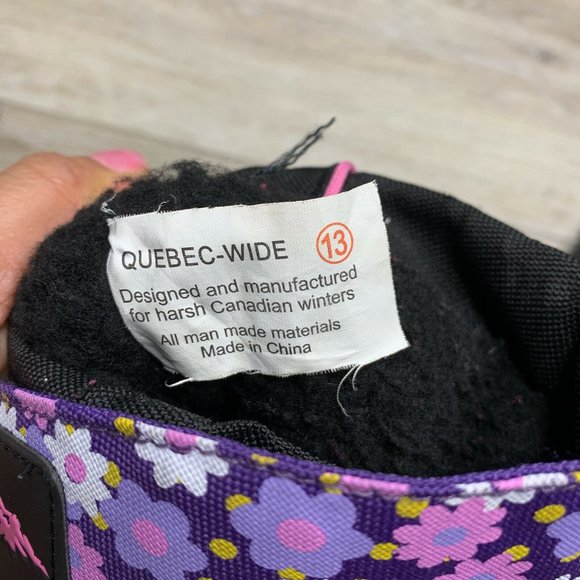 QUEBEC-WIDE 13
Designed and manufactured
for harsh Canadian winters
All man made materials
Made in China